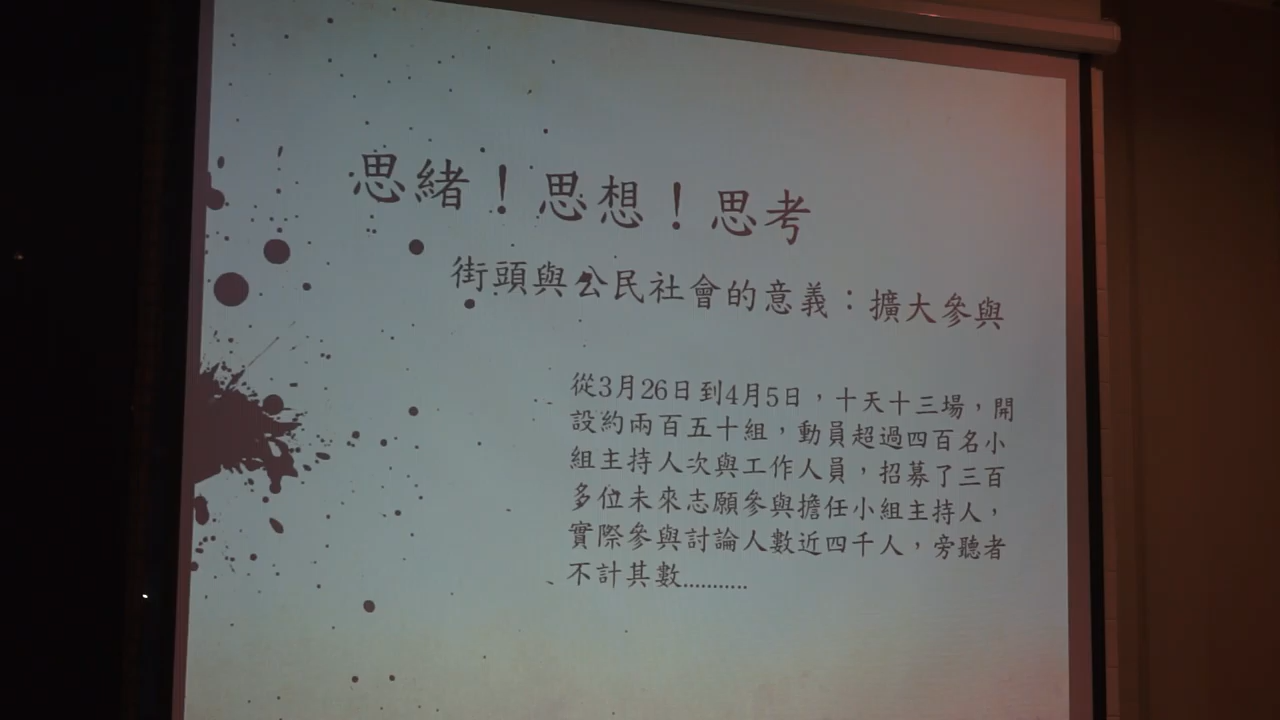 思緒！思想！思考
街頭與公民社會的意義：擴大參與
從3月26日到4月5日，十天十三場，開
設約兩百五十組，動員超過四百名小
組主持人次與工作人員，招募了三百
多位未來志願參與擔任小組主持人，
實際參與討論人數近四千人，旁聽者
不計其數...........